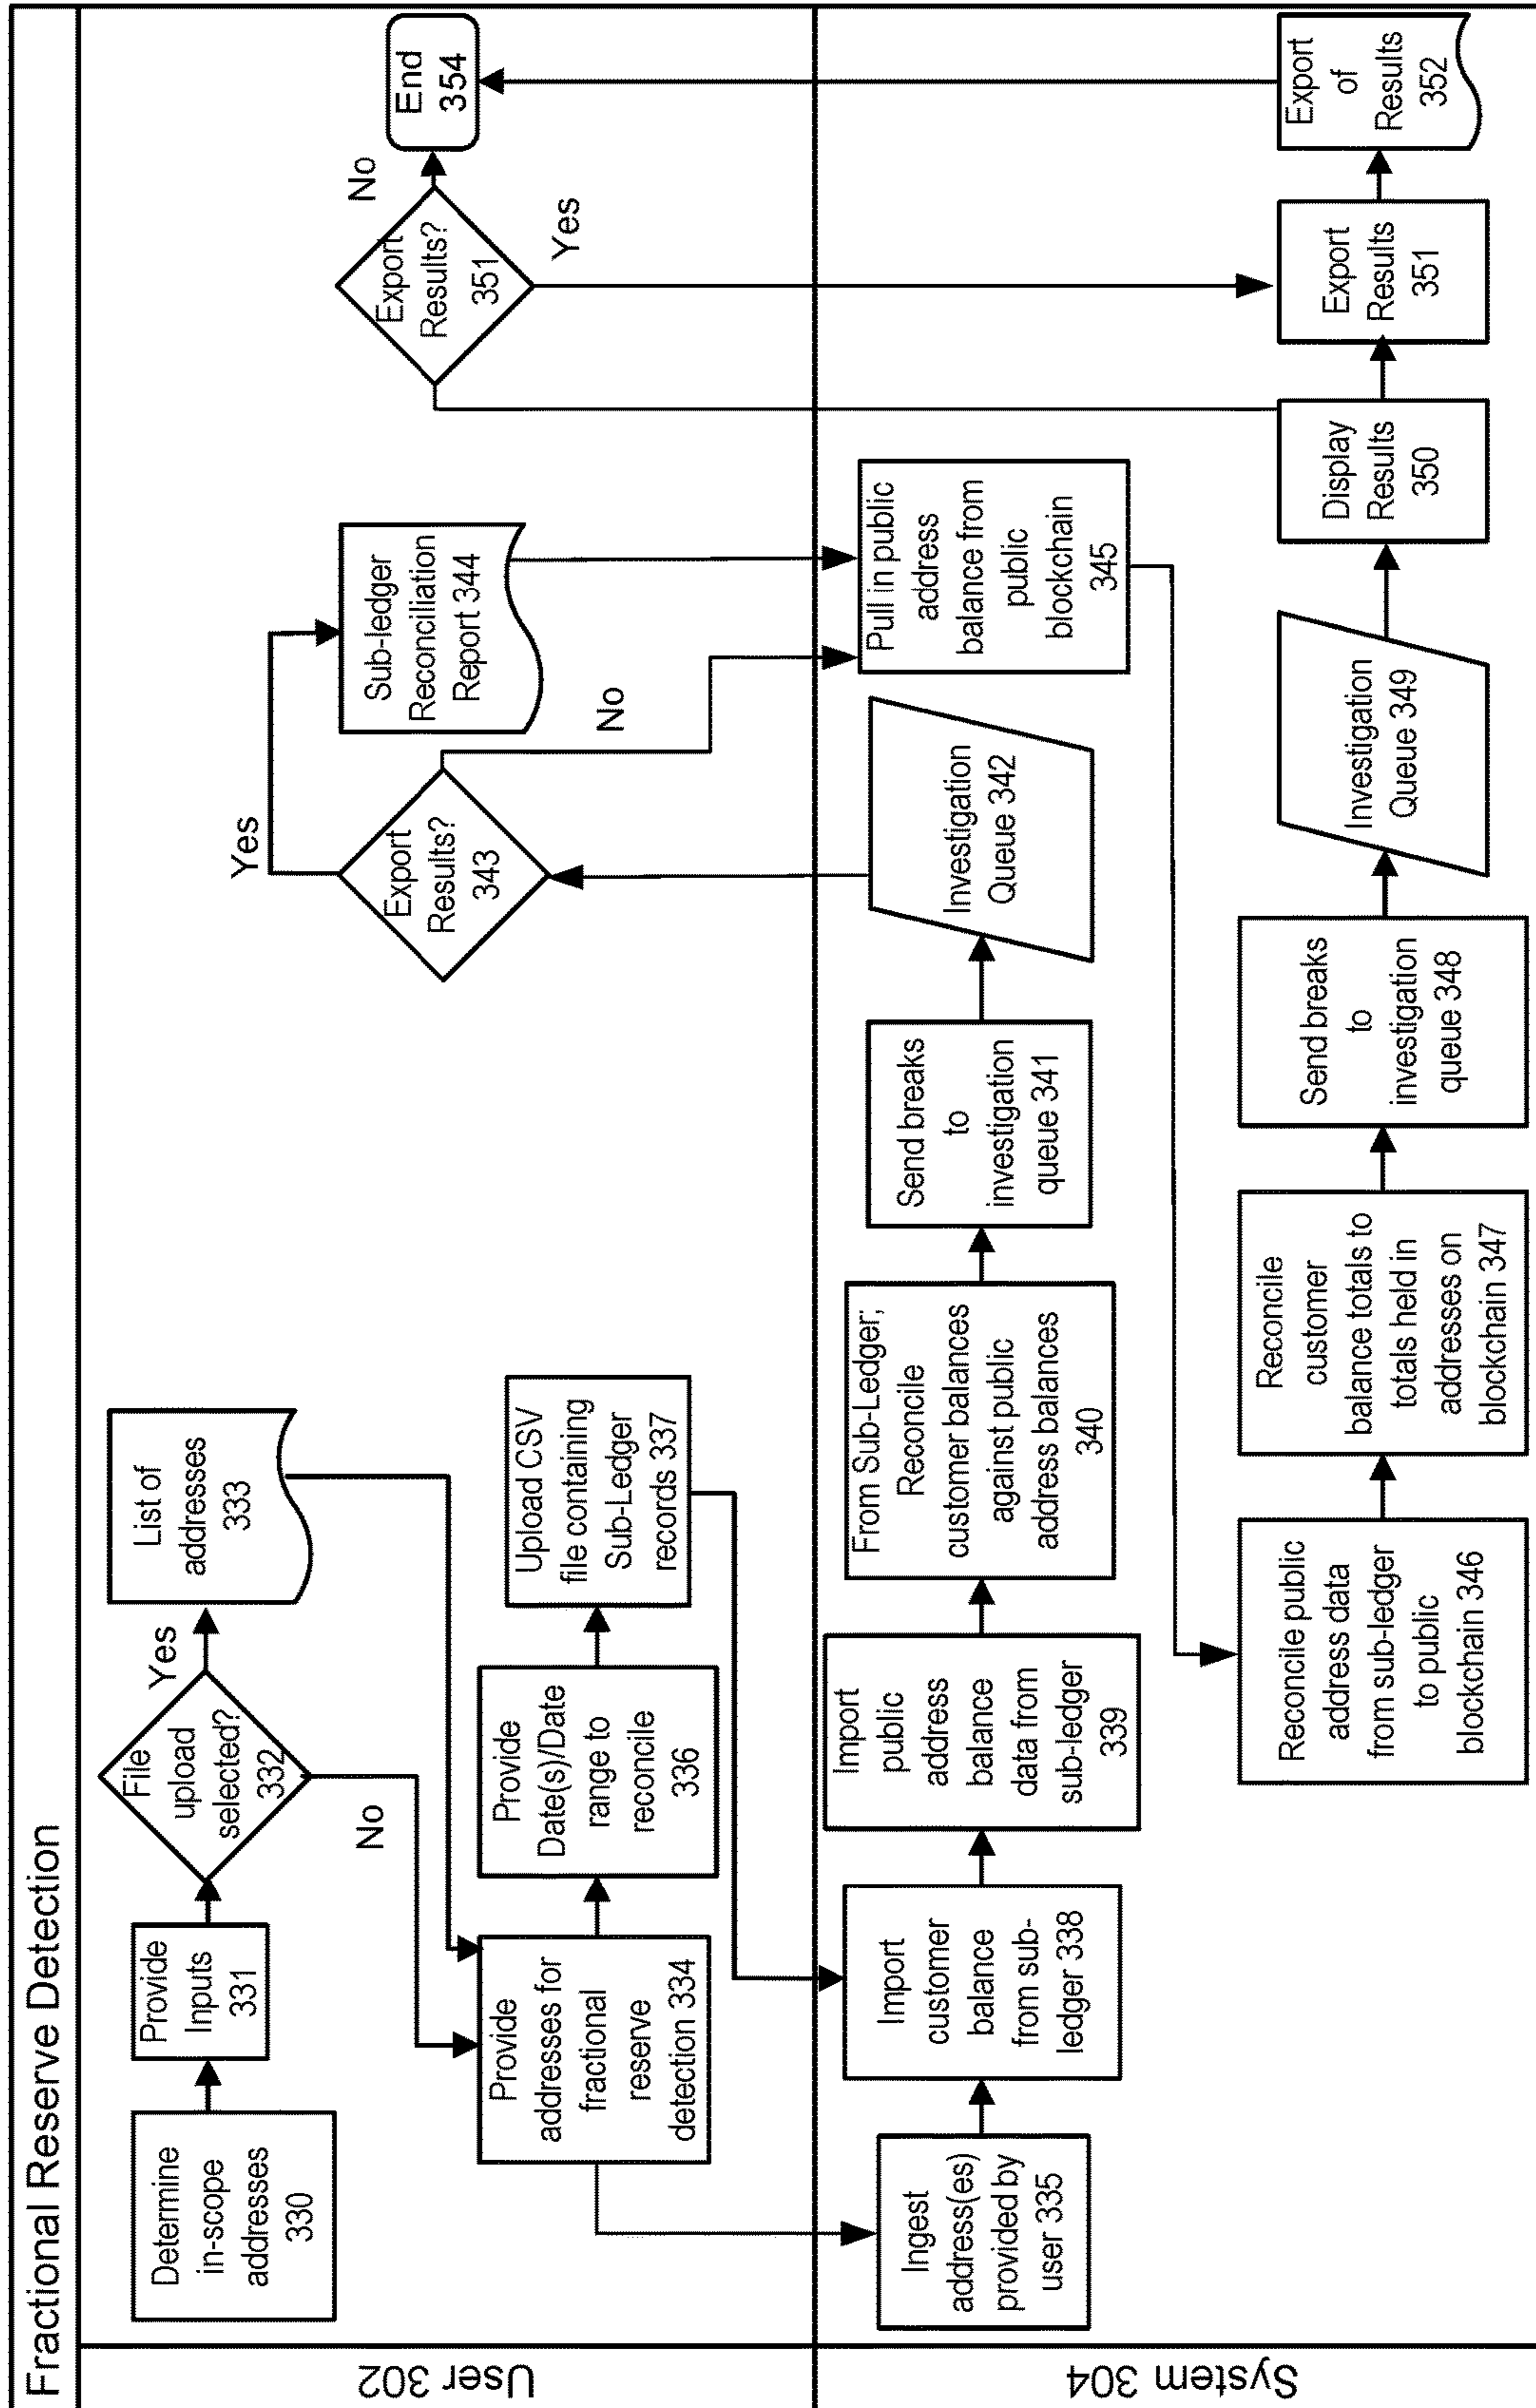 Fractional Reserve Detection
User 302
Determine
in-scope
addresses
330
Provide
Inputs
331
File
upload
selected?
332
Yes
No
List of
addresses
333
Provide
addresses for
fractional
reserve
detection 334
Provide
Date(s)/Date
range to
reconcile
336
Upload CSV
file containing
Sub-Ledger
records 337
Export
Results?
343
Yes
No
Sub-ledger
Reconciliation
Report 344
Export
Results?
351
No
Yes
End
354
System 304
Ingest
address(es)
provided by
user 335
Import
customer
balance
from sub-
ledger 338
Import
public
address
balance
data from
sub-ledger
339
From Sub-Ledger;
Reconcile
customer balances
against public
address balances
340
Send breaks
to
investigation
queue 341
Investigation
Queue 342
Pull in public
address
balance from
public
blockchain
345
Reconcile public
address data
from sub-ledger
to public
blockchain 346
Reconcile
customer
balance totals to
totals held in
addresses on
blockchain 347
Send breaks
to
investigation
queue 348
Investigation
Queue 349
Display
Results
350
Export
Results
351
Export
of
Results
352